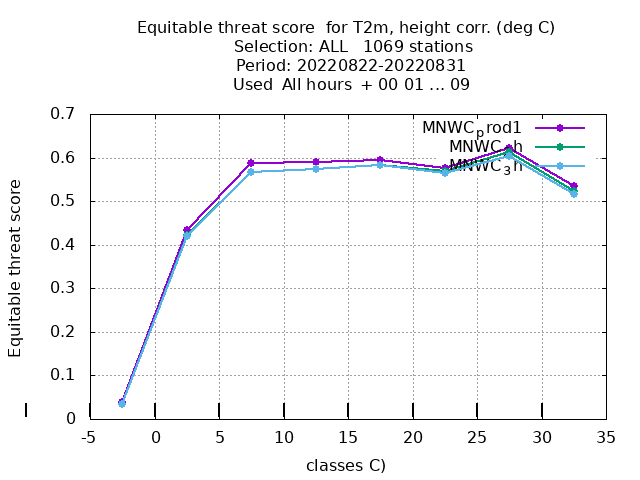 Equitable threat score for T2m, height corr. (deg C)
Selection: ALL 1069 stations
Period: 20220822-20220831
Used All hours + 00 01 ... 09
MNWCprod1
MNWC3h
0.7
0.6
0.5
0.4
0.3
0.2
0.1
0
Equitable threat score
-5
0
5
10
15
20
25
30
35
classes C)